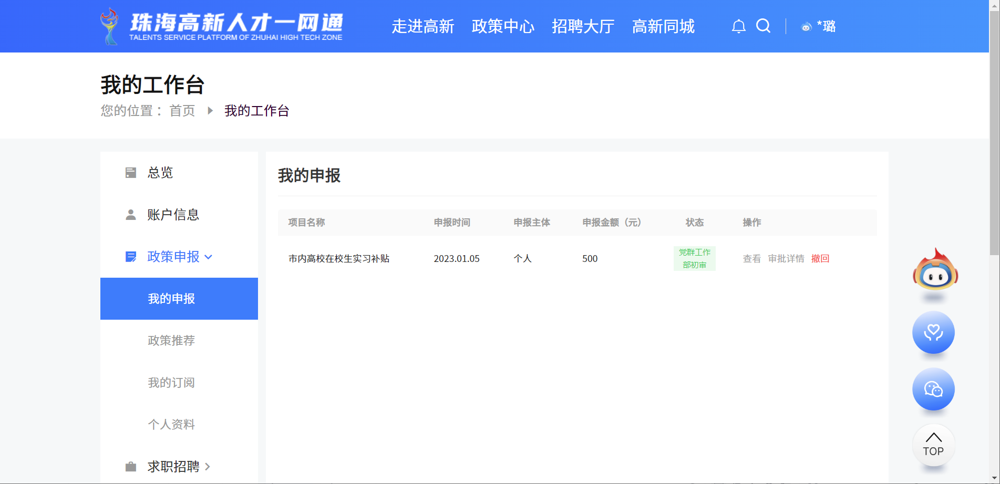 珠海高新人才一网通
TALENTS SERVICE PLATFORM OF ZHUHAI HIGH TECH ZONE
走进高新 政策中心 招聘大厅 高新同城 *璐
我的工作台
您的位置： 首页 我的工作台
总览
账户信息
政策申报
我的申报
政策推荐
我的订阅
个人资料
求职招聘
我的申报
项目名称 申报时间 申报主体 申报金额（元） 状态 操作
市内高校在校生实习补贴 2023.01.05 个人 500 党群工作
部初审 查看 审批详情 撤回
TOP